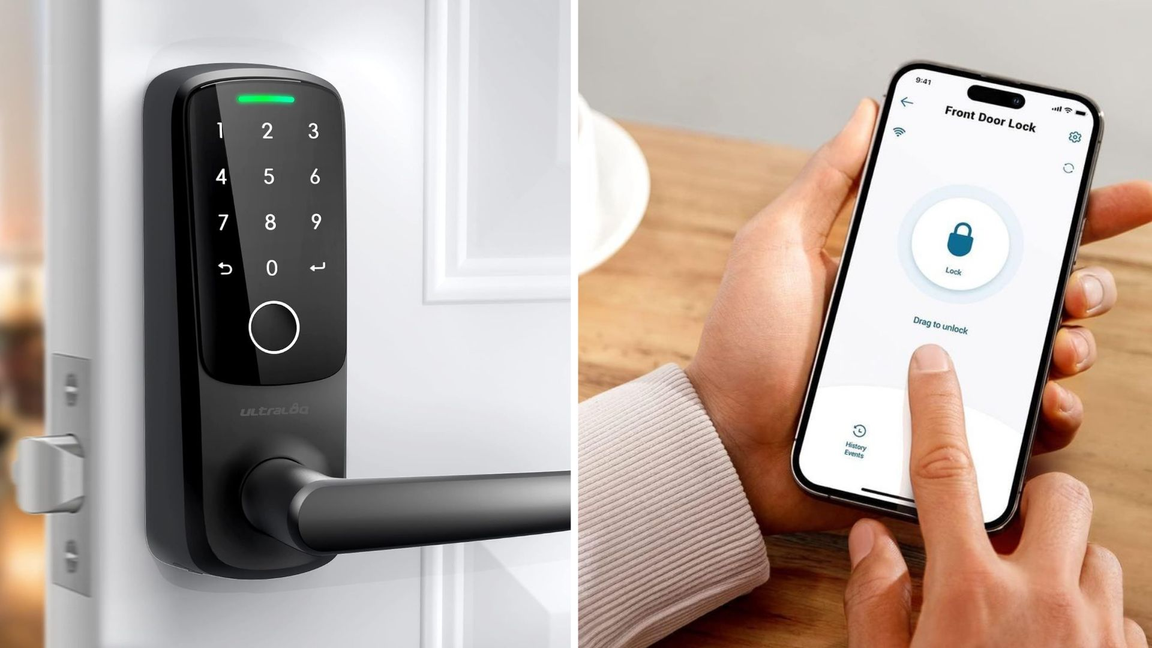 1 2 3
4 5 6
7 8 9
0
ULTRALOQ
9:41
Front Door Lock
Lock
Drag to unlock
History
Events